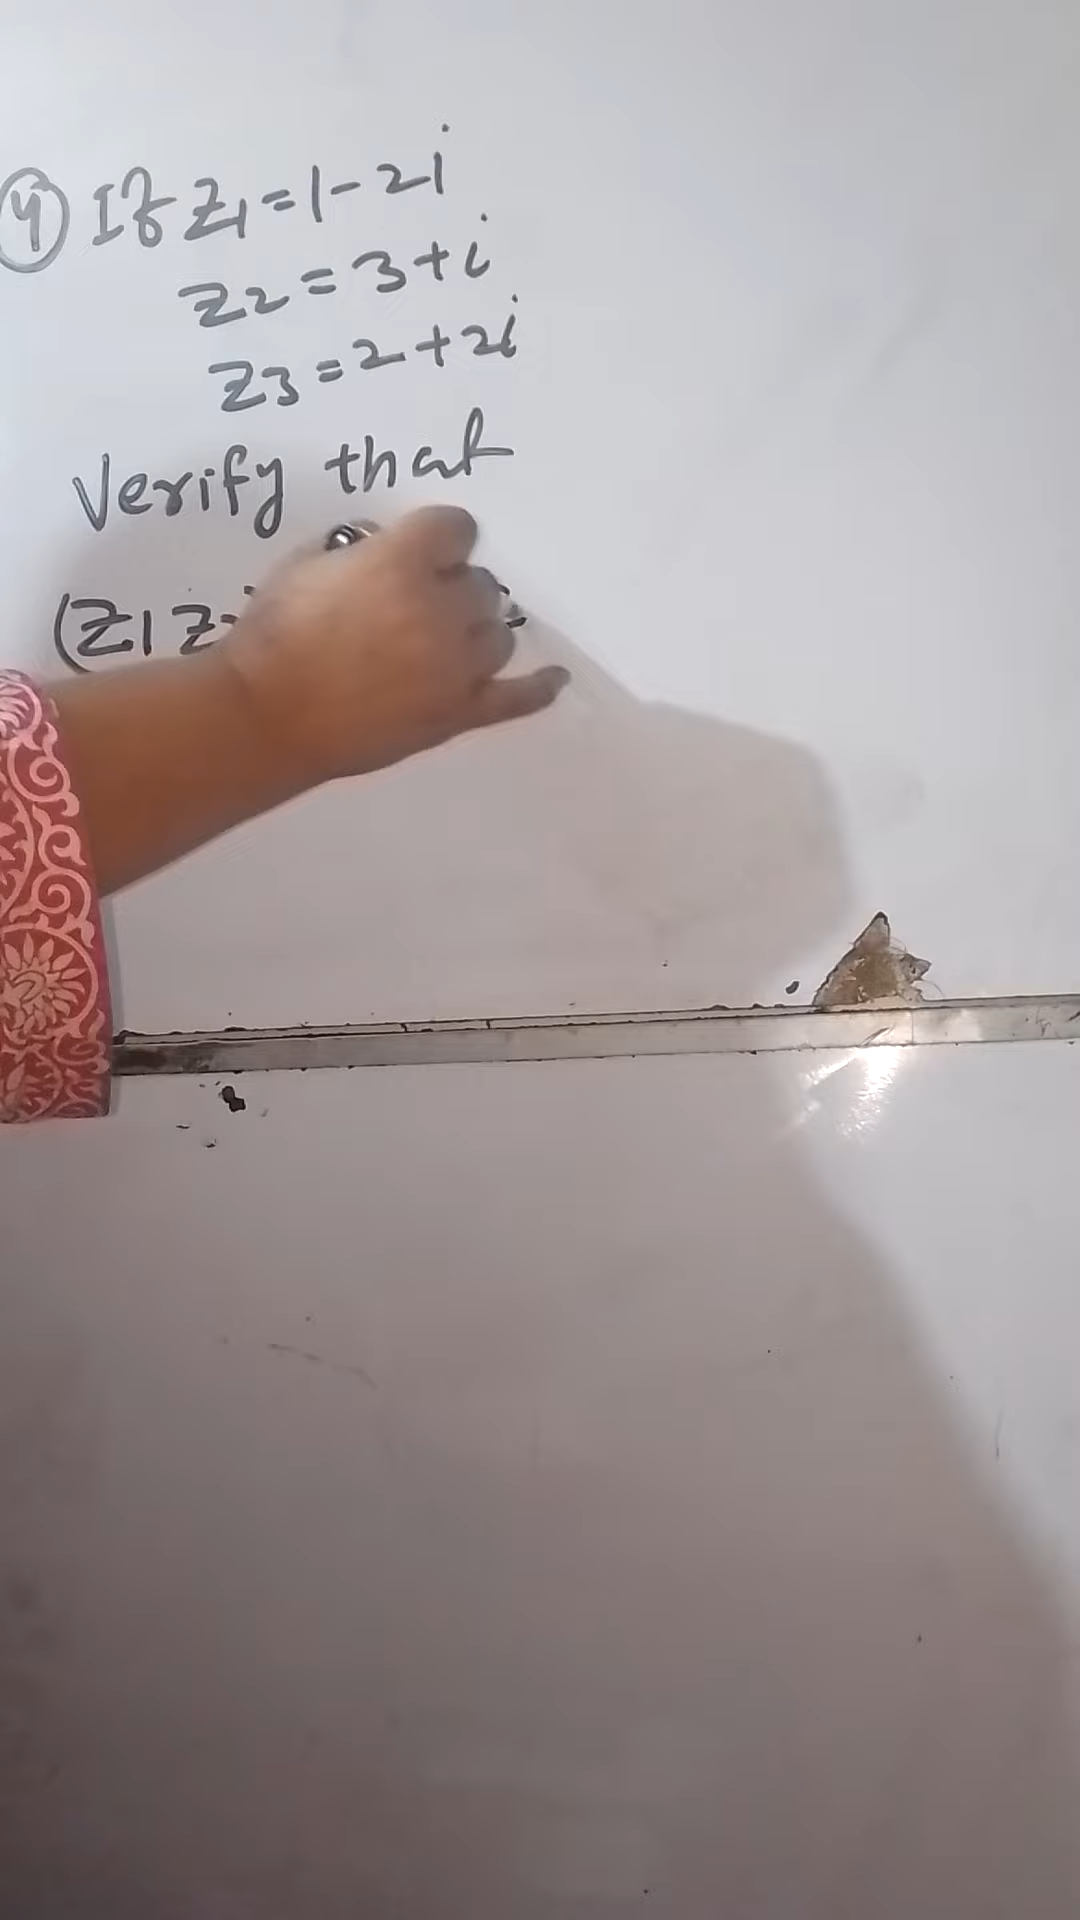 ④ If z1 = 1 - 2i
z2 = 3 + i
z3 = 2 + 2i
Verify that
(z1 z